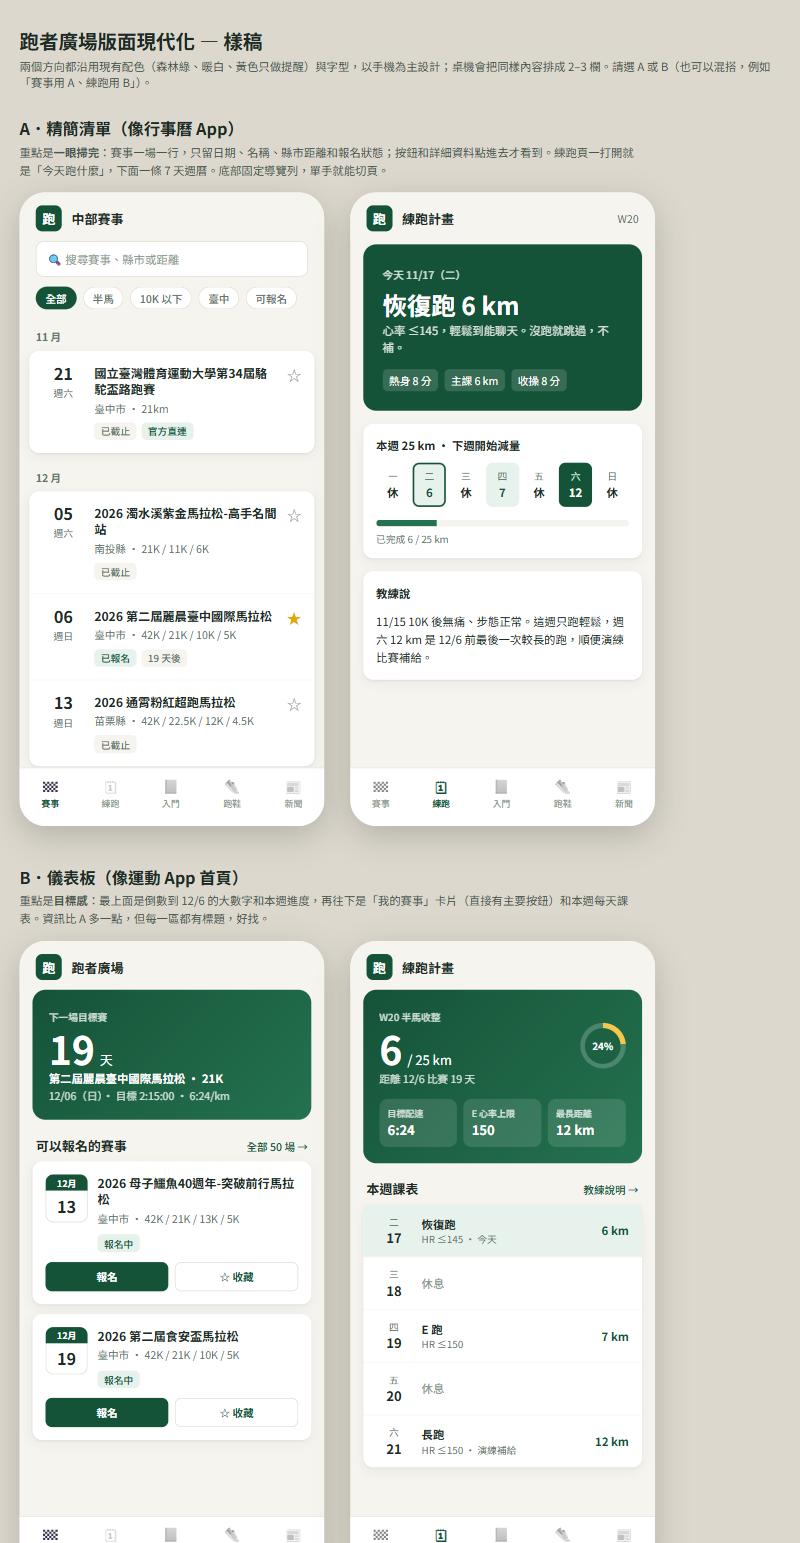 跑者廣場版面現代化 — 樣稿
兩個方向都沿用現有配色（森林綠、暖白、黃色只做提醒）與字型，以手機為主設計；桌機會把同樣內容排成 2–3 欄。請選 A 或 B（也可以混搭，例如
「賽事用 A、練跑用 B」）。
A・精簡清單（像行事曆 App）
重點是一眼掃完：賽事一場一行，只留日期、名稱、縣市距離和報名狀態；按鈕和詳細資料點進去才看到。練跑頁一打開就
是「今天跑什麼」，下面一條 7 天週曆。底部固定導覽列，單手就能切頁。
跑 中部賽事
搜尋賽事、縣市或距離
全部 半馬 10K 以下 臺中 可報名
11 月
21 週六
國立臺灣體育運動大學第34屆駱
駝盃路跑賽
☆
臺中市 · 21km
已截止 官方直連
12 月
05 週六
2026 濁水溪紫金馬拉松-高手名間
站
☆
南投縣 · 21K / 11K / 6K
已截止
06 週日
2026 第二屆麗晨臺中國際馬拉松
★
臺中市 · 42K / 21K / 10K / 5K
已報名 19 天後
13 週日
2026 通霄粉紅超跑馬拉松
☆
苗栗縣 · 42K / 22.5K / 12K / 4.5K
已截止
賽事 練跑 入門 跑鞋 新聞
跑 練跑計畫 W20
今天 11/17（二）
恢復跑 6 km
心率 ≤145，輕鬆到能聊天。沒跑就跳過，不
補。
熱身 8 分 主課 6 km 收操 8 分
本週 25 km · 下週開始減量
一 二 三 四 五 六 日
休 6 休 7 休 12 休
已完成 6 / 25 km
教練說
11/15 10K 後無痛、步態正常。這週只跑輕鬆，週
六 12 km 是 12/6 前最後一次較長的跑，順便演練
比賽補給。
賽事 練跑 入門 跑鞋 新聞
B・儀表板（像運動 App 首頁）
重點是目標感：最上面是倒數到 12/6 的大數字和本週進度，再往下是「我的賽事」卡片（直接有主要按鈕）和本週每天課
表。資訊比 A 多一點，但每一區都有標題，好找。
跑 跑者廣場
下一場目標賽
19 天
第二屆麗晨臺中國際馬拉松 · 21K
12/06（日）· 目標 2:15:00 · 6:24/km
可以報名的賽事 全部 50 場 →
12月 13
2026 母子鱷魚40週年-突破前行馬拉
松
臺中市 · 42K / 21K / 13K / 5K
報名中
報名 ☆ 收藏
12月 19
2026 第二屆食安盃馬拉松
臺中市 · 42K / 21K / 10K / 5K
報名中
報名 ☆ 收藏
跑 練跑計畫
W20 半馬收整
6 / 25 km
24%
距離 12/6 比賽 19 天
目標配速 E 心率上限 最長距離
6:24 150 12 km
本週課表 教練說明 →
二 17
恢復跑
HR ≤145 · 今天
6 km
三 18
休息
四 19
E 跑
HR ≤150
7 km
五 20
休息
六 21
長跑
HR ≤150 · 演練補給
12 km